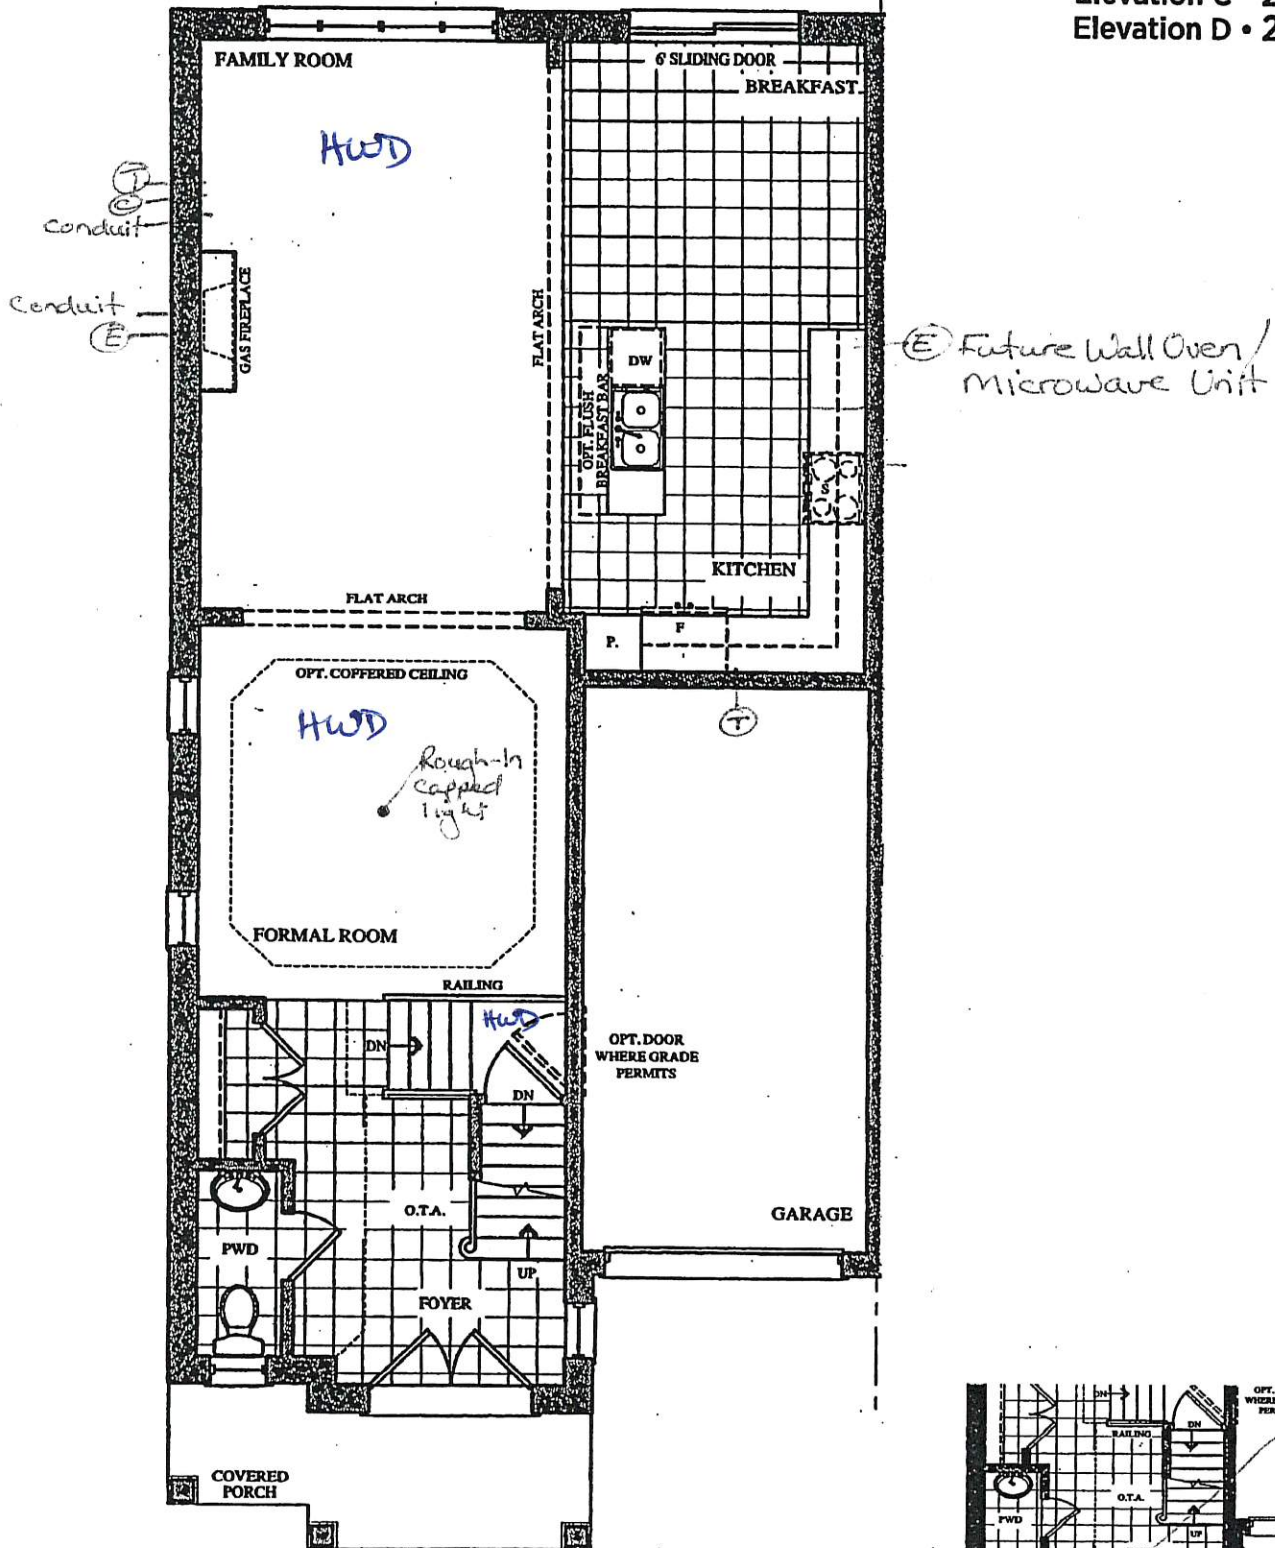 Elevation D • 2
FAMILY ROOM
6' SLIDING DOOR
BREAKFAST
HWD
T
C
Conduit
GAS FIREPLACE
Conduit
E
FLAT ARCH
DW
OPT. FLUSH
BREAKFAST BAR
E Future Wall Oven/
Microwave Unit
S
KITCHEN
FLAT ARCH
P.
F
OPT. COFFERED CEILING
HWD
T
Rough-In
capped
light
FORMAL ROOM
RAILING
HWD
DN
OPT. DOOR
WHERE GRADE
PERMITS
DN
O.T.A.
GARAGE
PWD
UP
FOYER
COVERED
PORCH
DN
OPT.
RAILING
DN
O.T.A.
PWD
UP